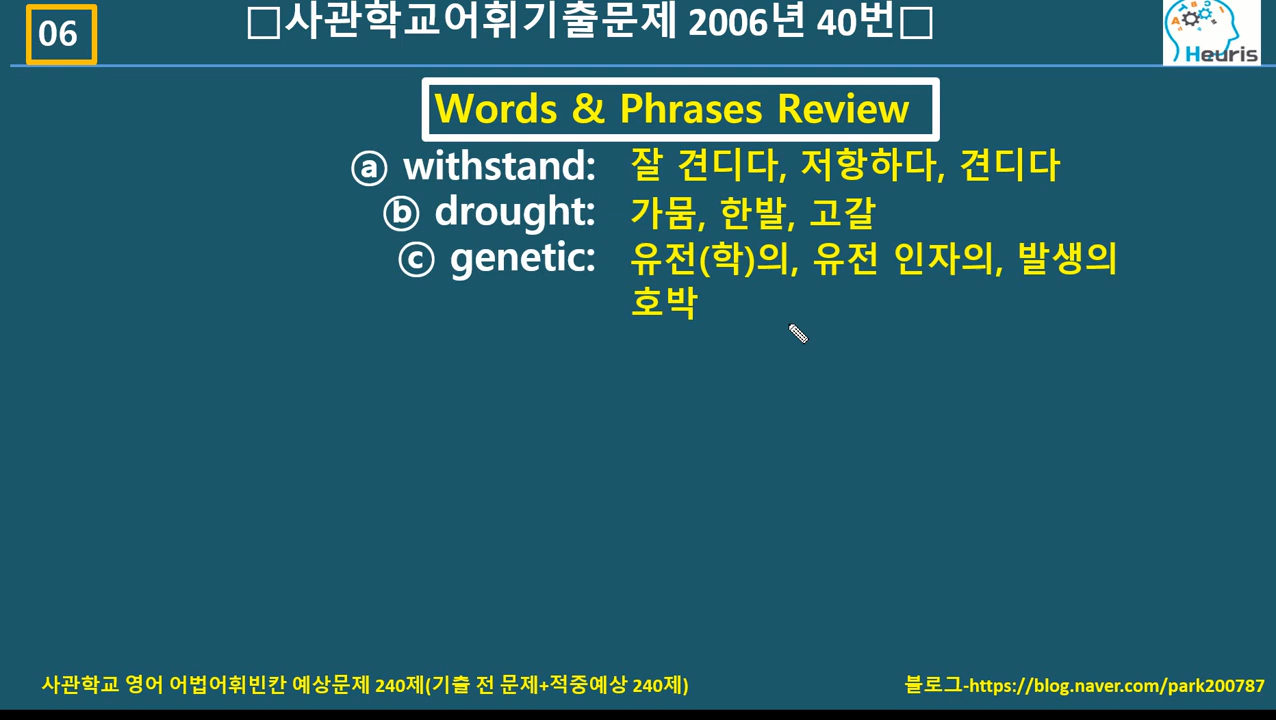 06
□사관학교어휘기출문제 2006년 40번□
Heuris
Words & Phrases Review
ⓐ withstand: 잘 견디다, 저항하다, 견디다
ⓑ drought: 가뭄, 한발, 고갈
ⓒ genetic: 유전(학)의, 유전 인자의, 발생의
호박
사관학교 영어 어법어휘빈칸 예상문제 240제(기출 전 문제+적중예상 240제)
블로그-https://blog.naver.com/park200787